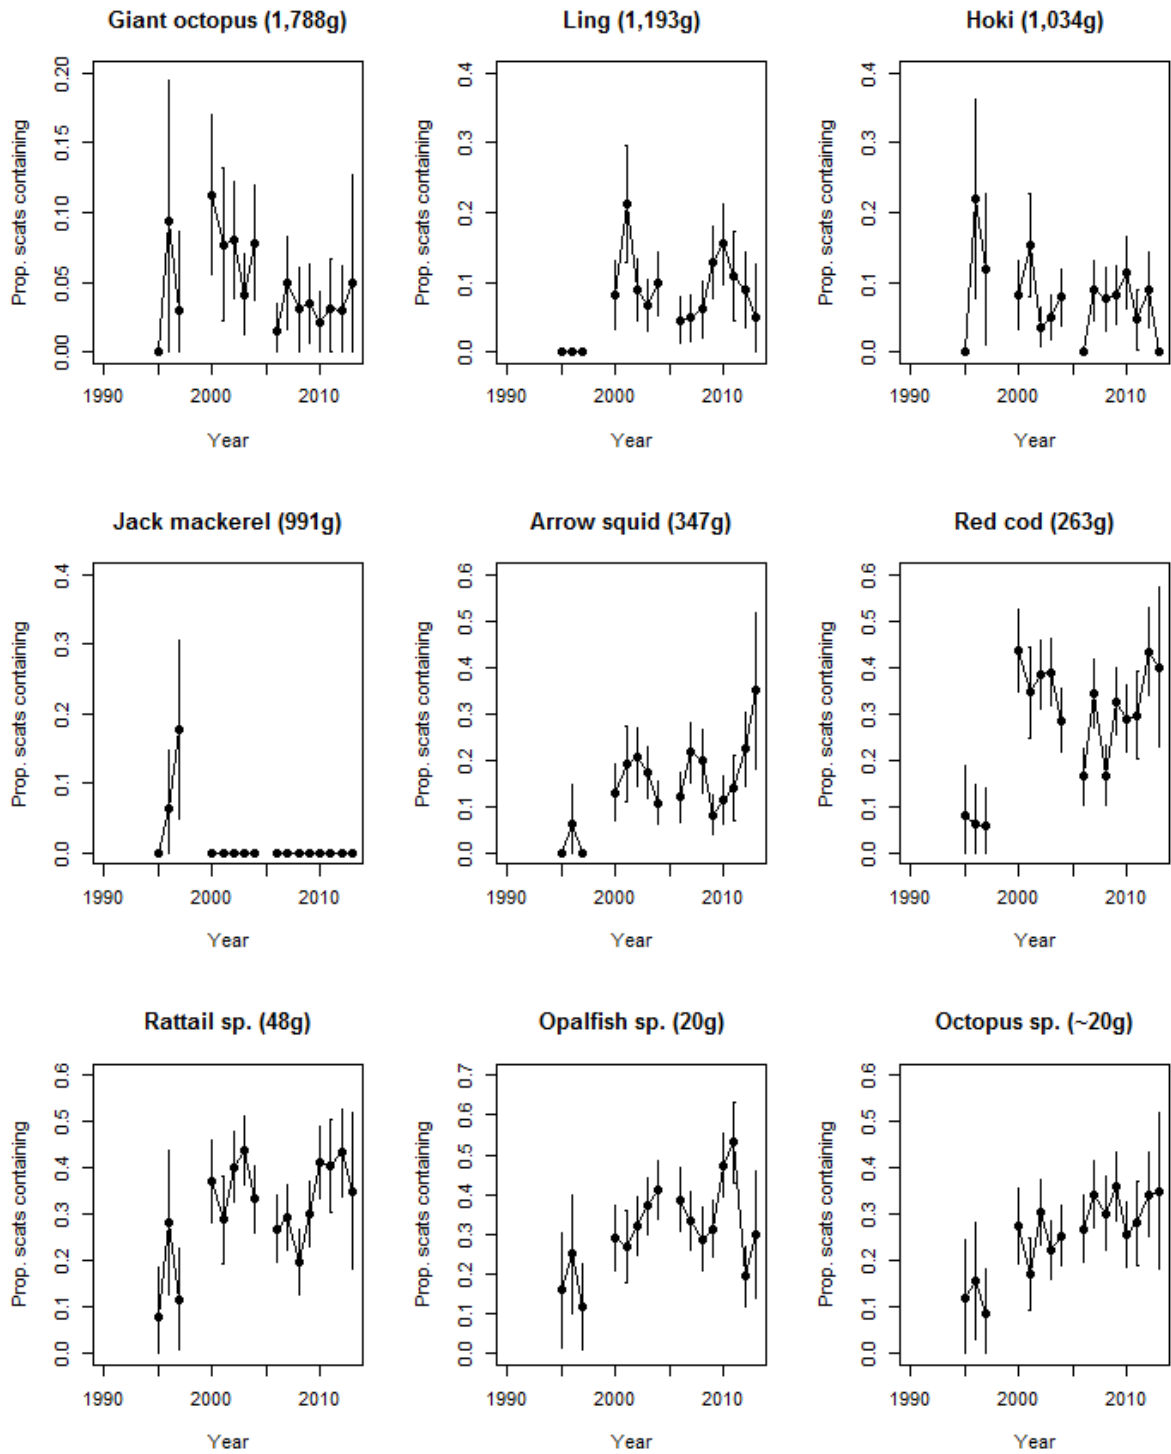 Giant octopus (1,788g)
Prop. scats containing
0.00 0.05 0.10 0.15 0.20
1990 2000 2010
Year
Ling (1,193g)
Prop. scats containing
0.0 0.1 0.2 0.3 0.4
1990 2000 2010
Year
Hoki (1,034g)
Prop. scats containing
0.0 0.1 0.2 0.3 0.4
1990 2000 2010
Year
Jack mackerel (991g)
Prop. scats containing
0.0 0.1 0.2 0.3 0.4
1990 2000 2010
Year
Arrow squid (347g)
Prop. scats containing
0.0 0.1 0.2 0.3 0.4 0.5 0.6
1990 2000 2010
Year
Red cod (263g)
Prop. scats containing
0.0 0.1 0.2 0.3 0.4 0.5 0.6
1990 2000 2010
Year
Rattail sp. (48g)
Prop. scats containing
0.0 0.1 0.2 0.3 0.4 0.5 0.6
1990 2000 2010
Year
Opalfish sp. (20g)
Prop. scats containing
0.0 0.1 0.2 0.3 0.4 0.5 0.6 0.7
1990 2000 2010
Year
Octopus sp. (~20g)
Prop. scats containing
0.0 0.1 0.2 0.3 0.4 0.5 0.6
1990 2000 2010
Year